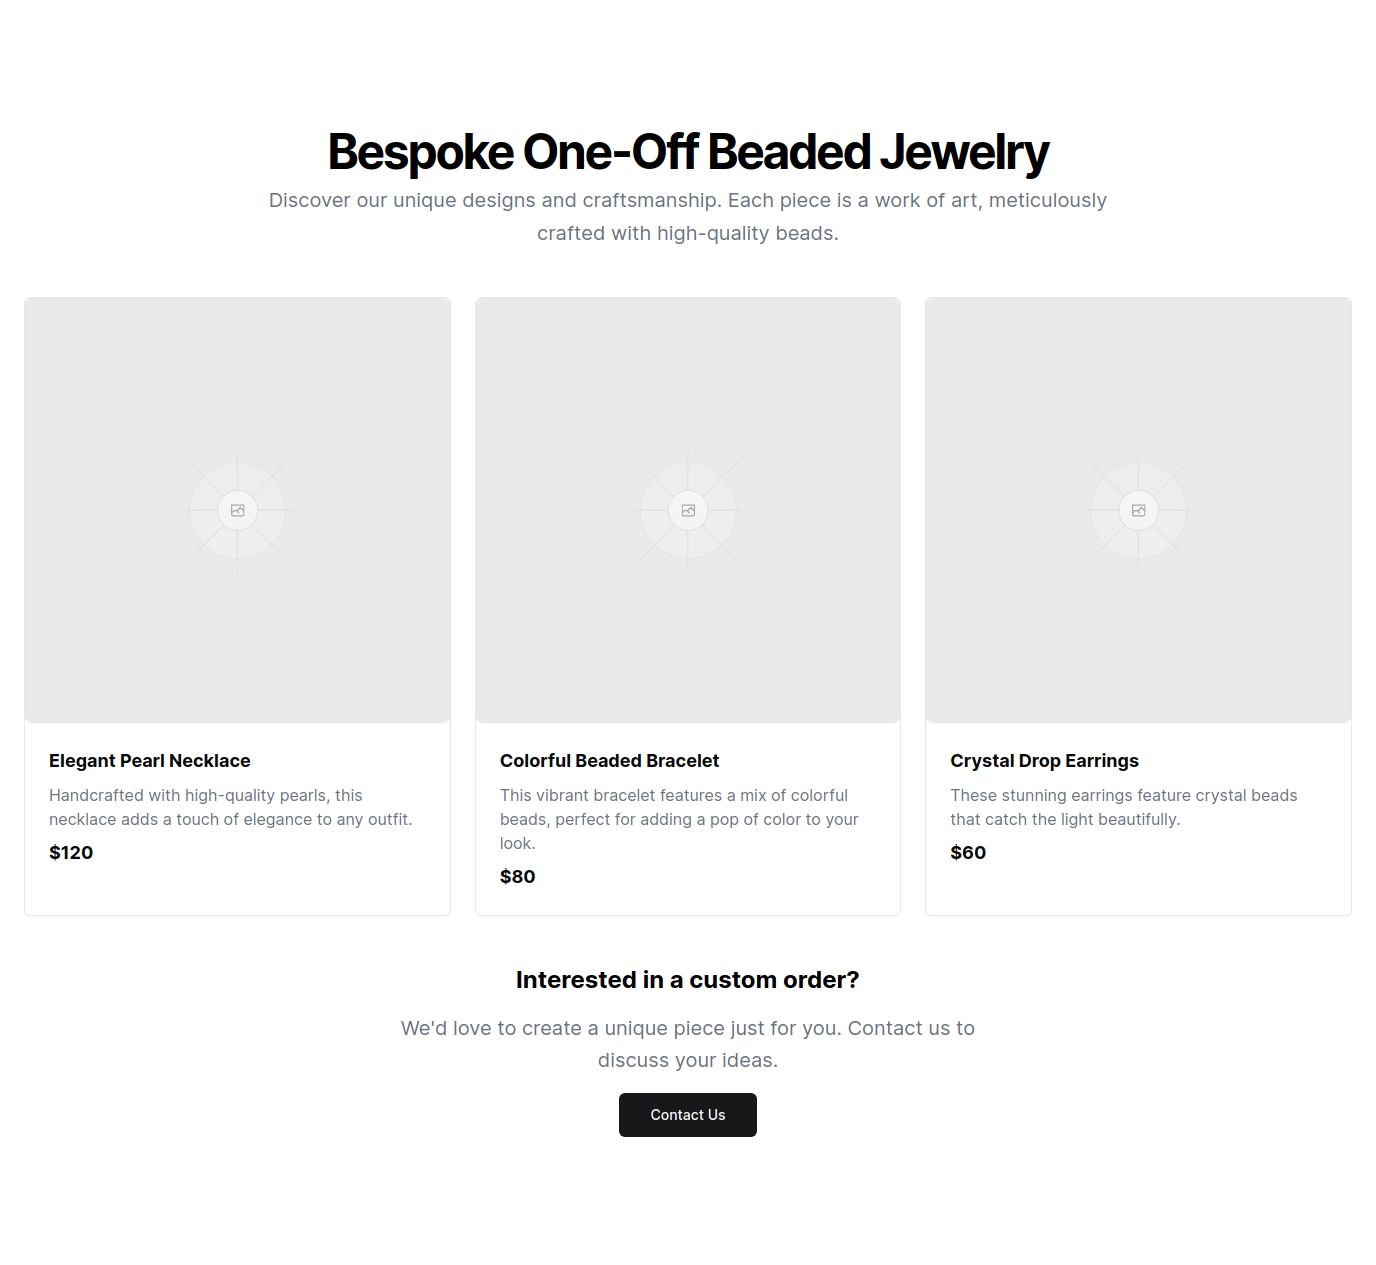 Bespoke One-Off Beaded Jewelry
Discover our unique designs and craftsmanship. Each piece is a work of art, meticulously
crafted with high-quality beads.
Elegant Pearl Necklace
Handcrafted with high-quality pearls, this
necklace adds a touch of elegance to any outfit.
$120
Colorful Beaded Bracelet
This vibrant bracelet features a mix of colorful
beads, perfect for adding a pop of color to your
look.
$80
Crystal Drop Earrings
These stunning earrings feature crystal beads
that catch the light beautifully.
$60
Interested in a custom order?
We'd love to create a unique piece just for you. Contact us to
discuss your ideas.
Contact Us